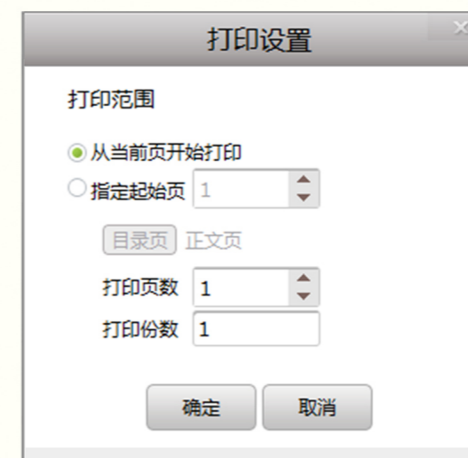 打印设置
打印范围
从当前页开始打印
指定起始页 1
目录页 正文页
打印页数 1
打印份数 1
确定 取消